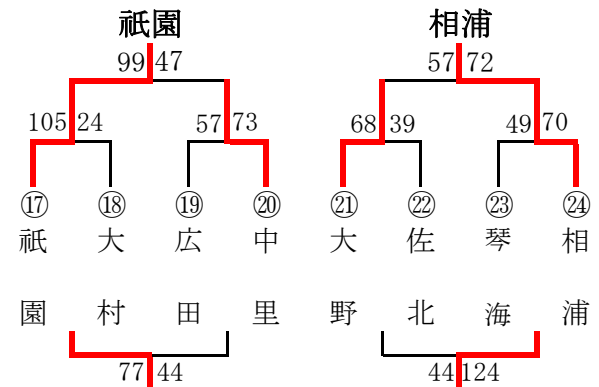 祇園 相浦
99 47 57 72
105 24 57 73 68 39 49 70
⑰ ⑱ ⑲ ⑳ ㉑ ㉒ ㉓ ㉔
祇 大 広 中 大 佐 琴 相
園 村 田 里 野 北 海 浦
77 44 44 124